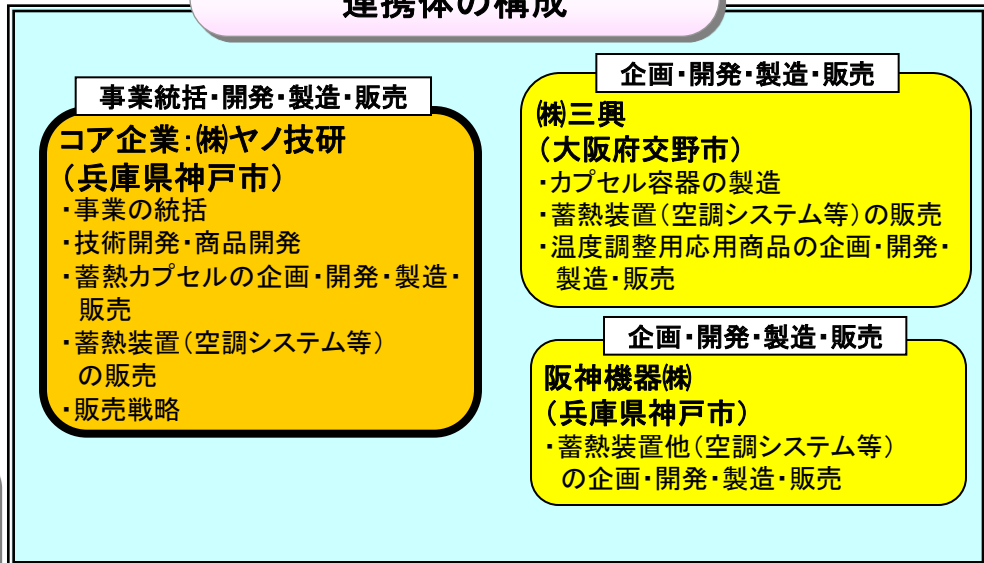 連携体の構成
事業統括・開発・製造・販売
コア企業：㈱ヤノ技研
（兵庫県神戸市）
・事業の統括
・技術開発・商品開発
・蓄熱カプセルの企画・開発・製造・
販売
・蓄熱装置（空調システム等）
の販売
・販売戦略
企画・開発・製造・販売
㈱三興
（大阪府交野市）
・カプセル容器の製造
・蓄熱装置（空調システム等）の販売
・温度調整用応用商品の企画・開発・
製造・販売
企画・開発・製造・販売
阪神機器㈱
（兵庫県神戸市）
・蓄熱装置他（空調システム等）
の企画・開発・製造・販売